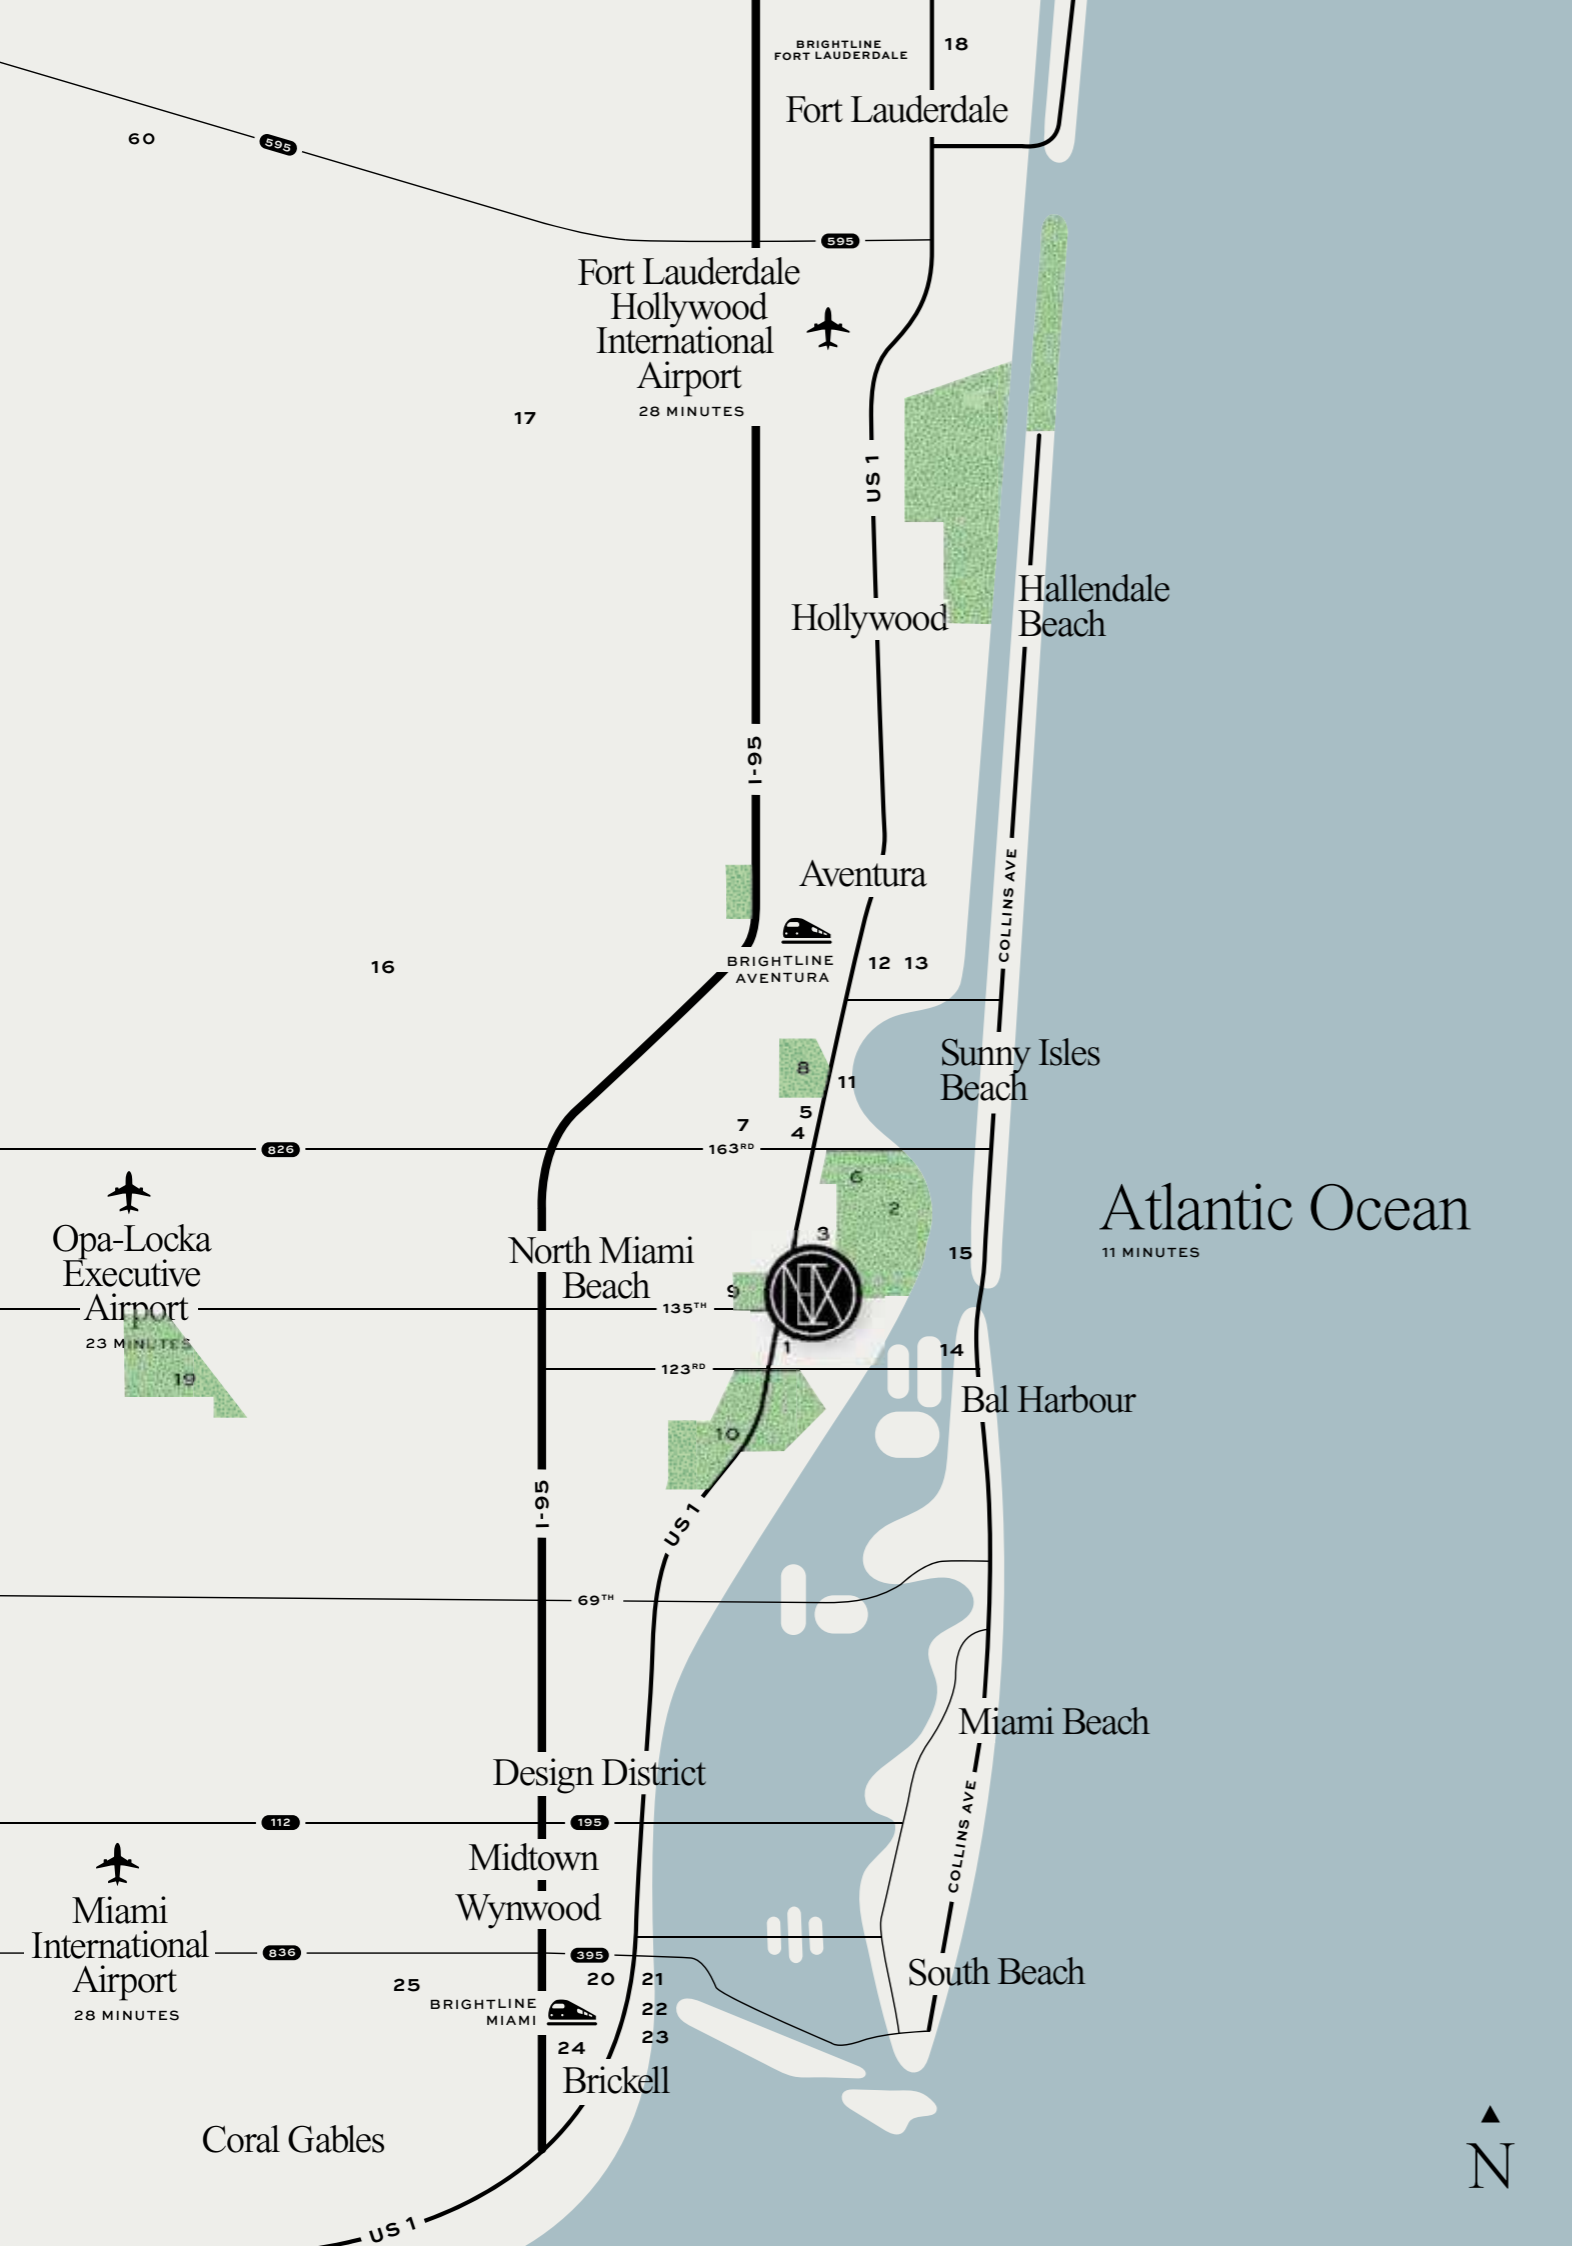 BRIGHTLINE
FORT LAUDERDALE
18
Fort Lauderdale
60
595
595
Fort Lauderdale
Hollywood
International
Airport
28 MINUTES
17
US 1
Hollywood
Hallendale
Beach
I-95
Aventura
COLLINS AVE
BRIGHTLINE
AVENTURA
12 13
16
Sunny Isles
Beach
8
11
5
7
4
826
163RD
6
2
Atlantic Ocean
11 MINUTES
Opa-Locka
Executive
Airport
23 MINUTES
19
North Miami
Beach
3
15
9
NEX
135TH
1
14
123RD
Bal Harbour
10
I-95
US 1
69TH
Miami Beach
Design District
112
195
COLLINS AVE
Midtown
Wynwood
Miami
International
Airport
28 MINUTES
836
395
South Beach
25
20 21
BRIGHTLINE
MIAMI
22
23
24
Brickell
Coral Gables
N
US 1